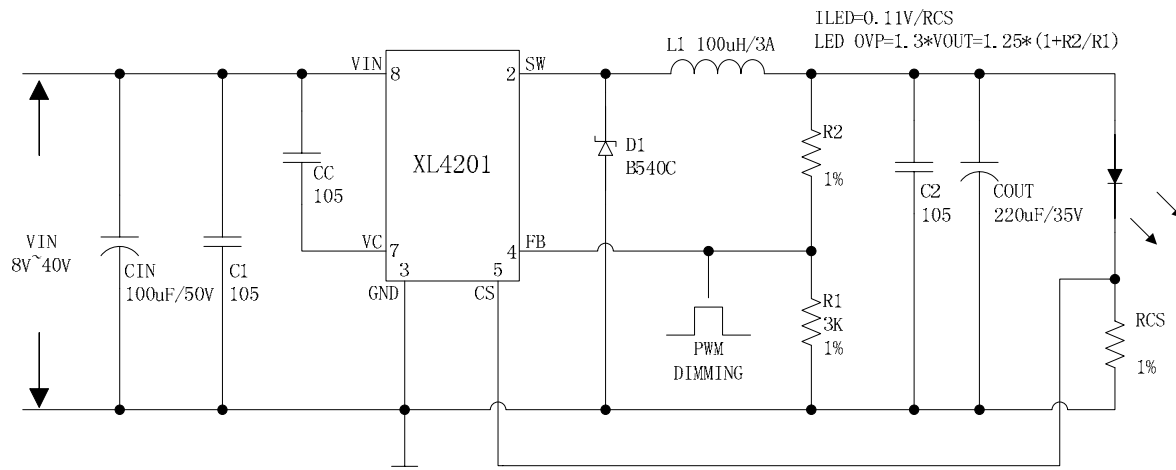 ILED=0.11V/RCS
LED OVP=1.3*VOUT=1.25*(1+R2/R1)
L1 100uH/3A
VIN
8
2
SW
XL4201
CC
105
D1
B540C
R2
1%
C2
105
COUT
220uF/35V
VIN
8V~40V
VC
7
4
FB
3
5
GND
CS
CIN
100uF/50V
C1
105
R1
3K
1%
PWM
DIMMING
RCS
1%